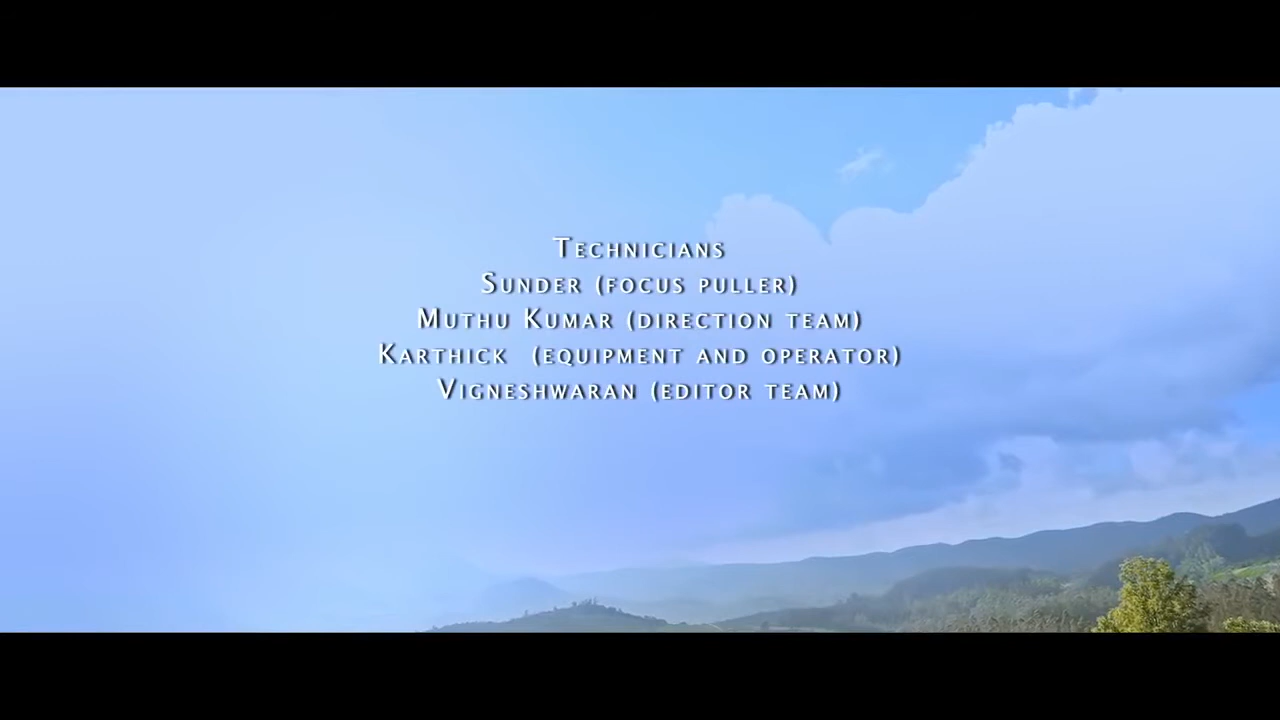 Technicians
Sunder (focus puller)
Muthu Kumar (direction team)
Karthick (equipment and operator)
Vigneshwaran (editor team)